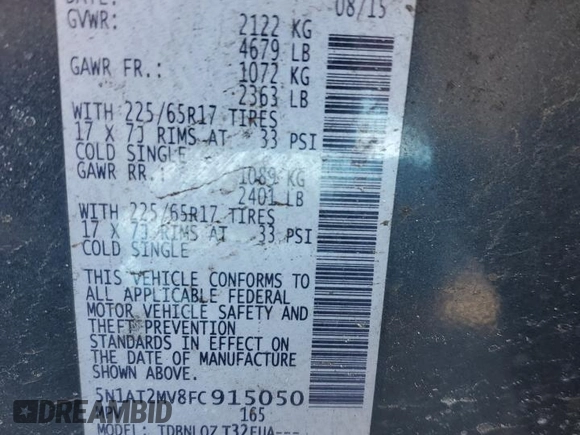 DATE: 08/15
GVWR: 2122 KG
4679 LB
GAWR FR.: 1072 KG
2363 LB
WITH 225/65R17 TIRES
17 X 7J RIMS AT 33 PSI
COLD SINGLE
GAWR RR.: 1089 KG
2401 LB
WITH 225/65R17 TIRES
17 X 7J RIMS AT 33 PSI
COLD SINGLE
THIS VEHICLE CONFORMS TO
ALL APPLICABLE FEDERAL
MOTOR VEHICLE SAFETY AND
THEFT PREVENTION
STANDARDS IN EFFECT ON
THE DATE OF MANUFACTURE
SHOWN ABOVE.
5N1AT2MV8FC915050
165
MODEL:
DREAMBID